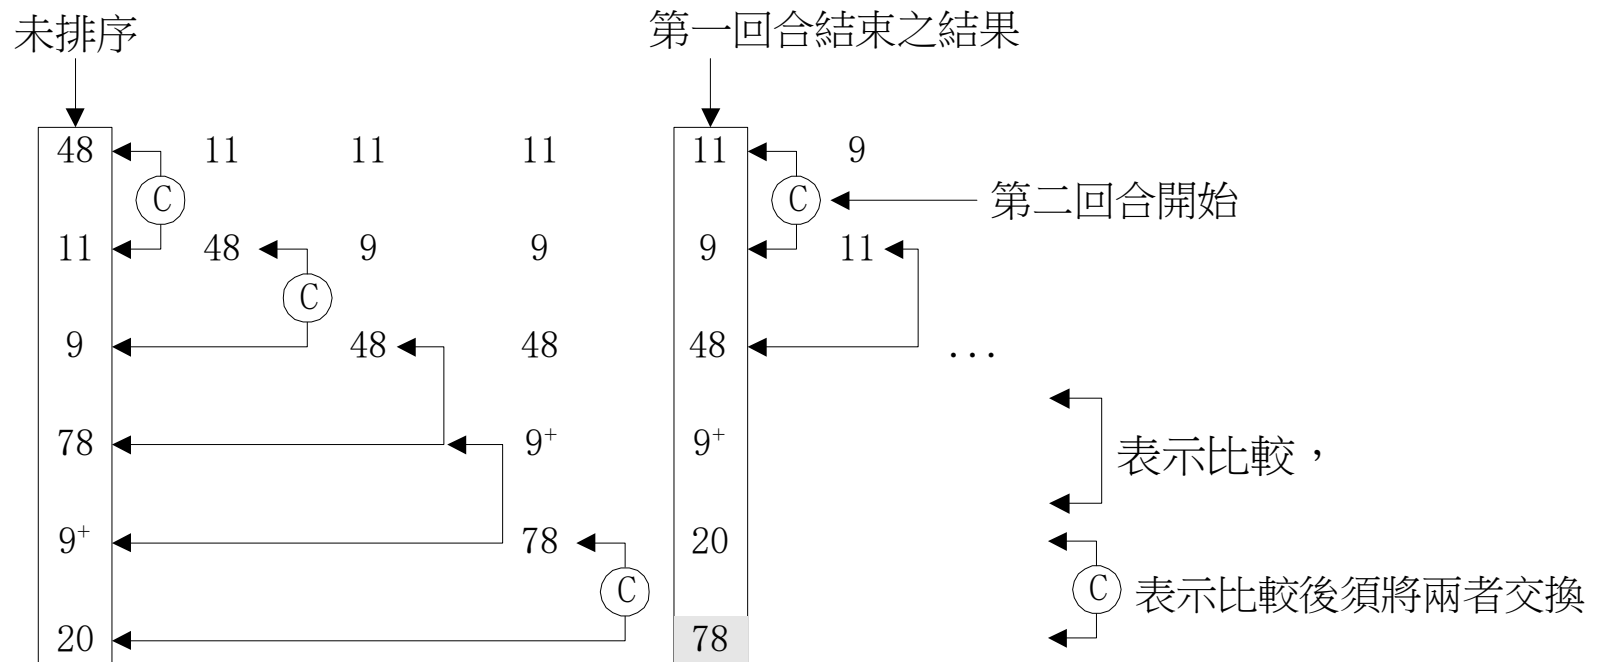 未排序 第一回合結束之結果
48 11 11 11 11 9
C C 第二回合開始
11 48 9 9 9 11
C
9 48 48 48 ...
78 9⁺ 9⁺ 表示比較，
9⁺ 78 20
C C 表示比較後須將兩者交換
20 78